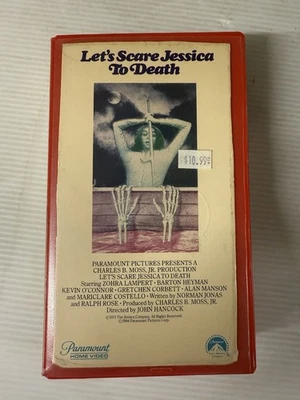 Let's Scare Jessica
To Death
$10.99
PARAMOUNT PICTURES PRESENTS A
CHARLES B. MOSS, JR. PRODUCTION
LET'S SCARE JESSICA TO DEATH
Starring ZOHRA LAMPERT • BARTON HEYMAN
KEVIN O'CONNOR • GRETCHEN CORBETT • ALAN MANSON
and MARICLARE COSTELLO • Written by NORMAN JONAS
and RALPH ROSE • Produced by CHARLES B. MOSS, JR.
Directed by JOHN HANCOCK
Paramount
HOME VIDEO